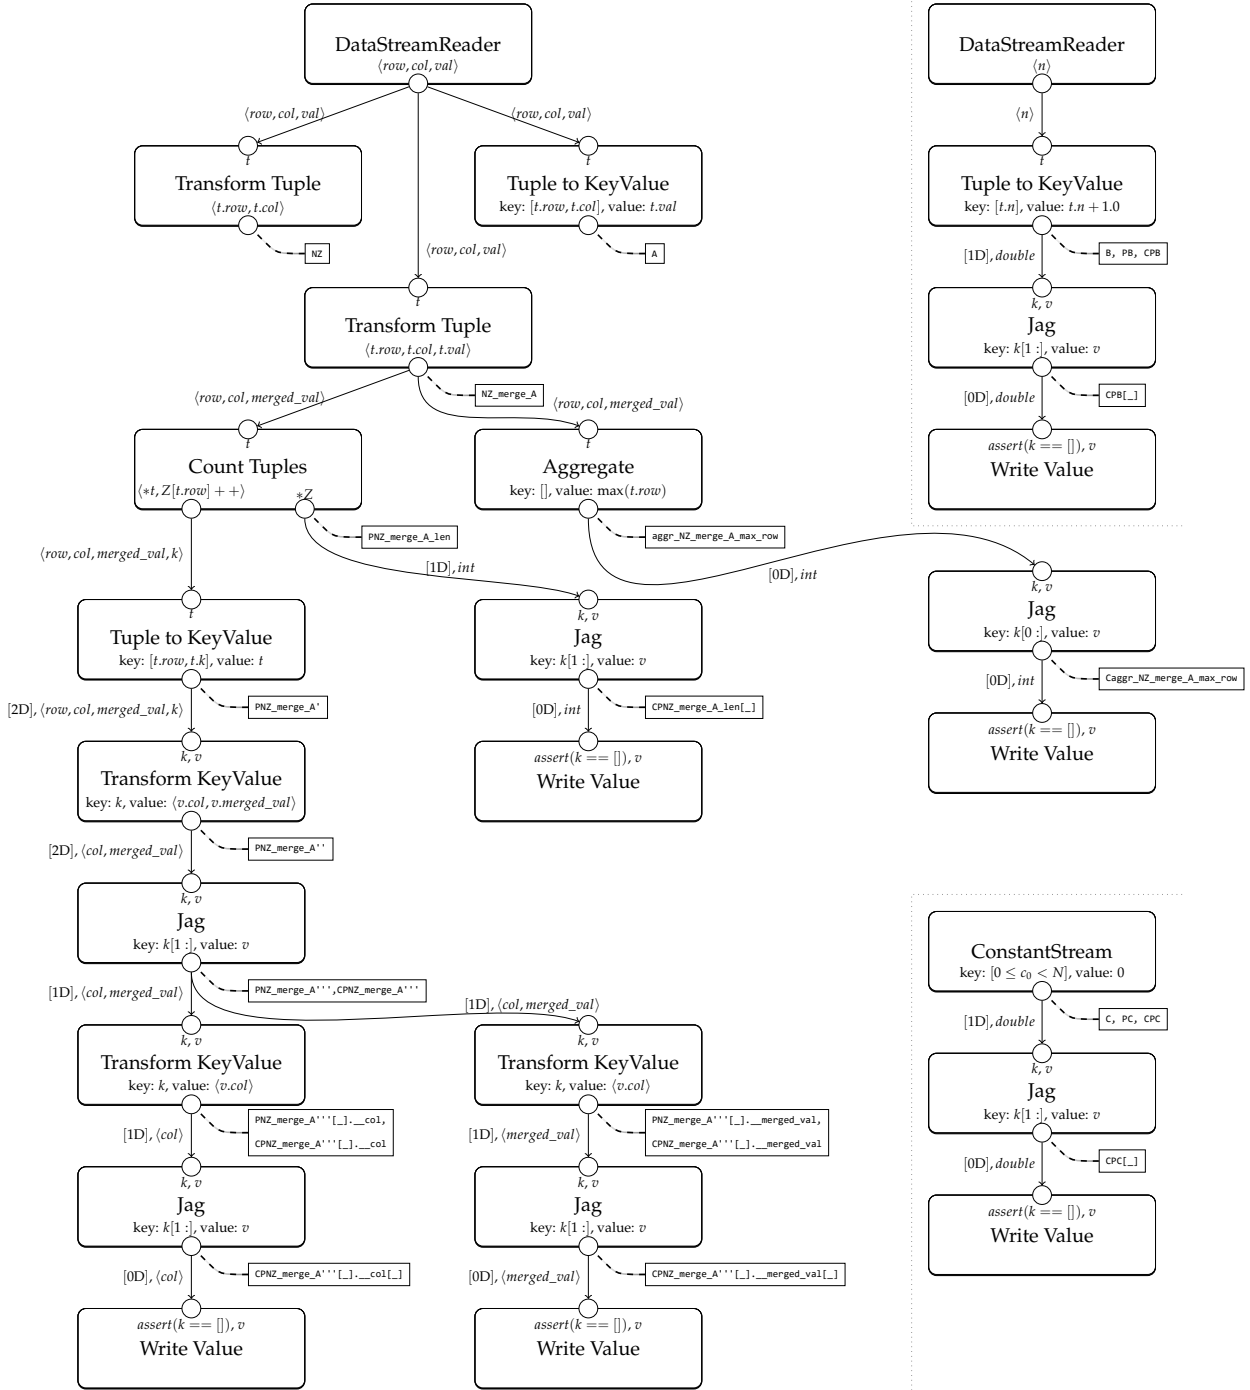 DataStreamReader
⟨row, col, val⟩
⟨row, col, val⟩
⟨row, col, val⟩
t
Transform Tuple
⟨t.row, t.col⟩
NZ
t
Tuple to KeyValue
key: [t.row, t.col], value: t.val
A
⟨row, col, val⟩
t
Transform Tuple
⟨t.row, t.col, t.val⟩
NZ_merge_A
⟨row, col, merged_val⟩
⟨row, col, merged_val⟩
t
Count Tuples
⟨∗t, Z[t.row] + +⟩
∗Z
PNZ_merge_A_len
t
Aggregate
key: [], value: max(t.row)
aggr_NZ_merge_A_max_row
⟨row, col, merged_val, k⟩
[1D], int
[0D], int
t
Tuple to KeyValue
key: [t.row, t.k], value: t
PNZ_merge_A'
k, v
Jag
key: k[1 :], value: v
CPNZ_merge_A_len[_]
[0D], int
assert(k == []), v
Write Value
k, v
Jag
key: k[0 :], value: v
Caggr_NZ_merge_A_max_row
[0D], int
assert(k == []), v
Write Value
[2D], ⟨row, col, merged_val, k⟩
k, v
Transform KeyValue
key: k, value: ⟨v.col, v.merged_val⟩
PNZ_merge_A''
[2D], ⟨col, merged_val⟩
k, v
Jag
key: k[1 :], value: v
PNZ_merge_A''',CPNZ_merge_A'''
[1D], ⟨col, merged_val⟩
[1D], ⟨col, merged_val⟩
k, v
Transform KeyValue
key: k, value: ⟨v.col⟩
PNZ_merge_A'''[_].__col,
CPNZ_merge_A'''[_].__col
[1D], ⟨col⟩
k, v
Jag
key: k[1 :], value: v
CPNZ_merge_A'''[_].__col[_]
[0D], ⟨col⟩
assert(k == []), v
Write Value
k, v
Transform KeyValue
key: k, value: ⟨v.col⟩
PNZ_merge_A'''[_].__merged_val,
CPNZ_merge_A'''[_].__merged_val
[1D], ⟨merged_val⟩
k, v
Jag
key: k[1 :], value: v
CPNZ_merge_A'''[_].__merged_val[_]
[0D], ⟨merged_val⟩
assert(k == []), v
Write Value
DataStreamReader
⟨n⟩
⟨n⟩
t
Tuple to KeyValue
key: [t.n], value: t.n + 1.0
B, PB, CPB
[1D], double
k, v
Jag
key: k[1 :], value: v
CPB[_]
[0D], double
assert(k == []), v
Write Value
ConstantStream
key: [0 ≤ c₀ < N], value: 0
C, PC, CPC
[1D], double
k, v
Jag
key: k[1 :], value: v
CPC[_]
[0D], double
assert(k == []), v
Write Value